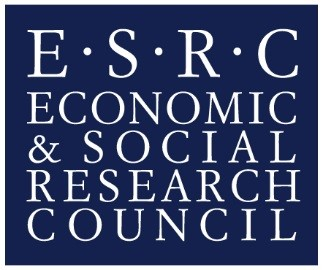 E·S·R·C
ECONOMIC
& SOCIAL
RESEARCH
COUNCIL